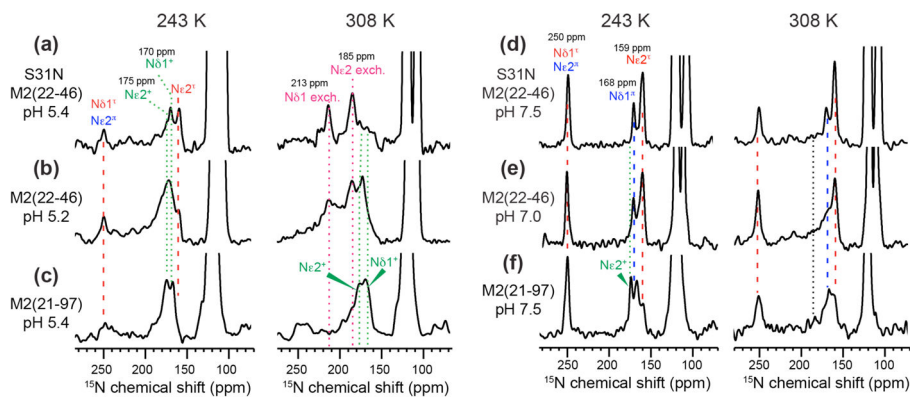 243 K
308 K
243 K
308 K
(a)
S31N
M2(22-46)
pH 5.4
170 ppm
Nδ1⁺
175 ppm
Nε2⁺
Nε2τ
Nδ1τ
Nε2π
185 ppm
Nε2 exch.
213 ppm
Nδ1 exch.
(b)
M2(22-46)
pH 5.2
(c)
M2(21-97)
pH 5.4
Nε2⁺
Nδ1⁺
250 200 150 100
¹⁵N chemical shift (ppm)
250 200 150 100
¹⁵N chemical shift (ppm)
(d)
S31N
M2(22-46)
pH 7.5
250 ppm
Nδ1τ
Nε2π
159 ppm
Nε2τ
168 ppm
Nδ1π
(e)
M2(22-46)
pH 7.0
(f)
M2(21-97)
pH 7.5
Nε2⁺
250 200 150 100
¹⁵N chemical shift (ppm)
250 200 150 100
¹⁵N chemical shift (ppm)